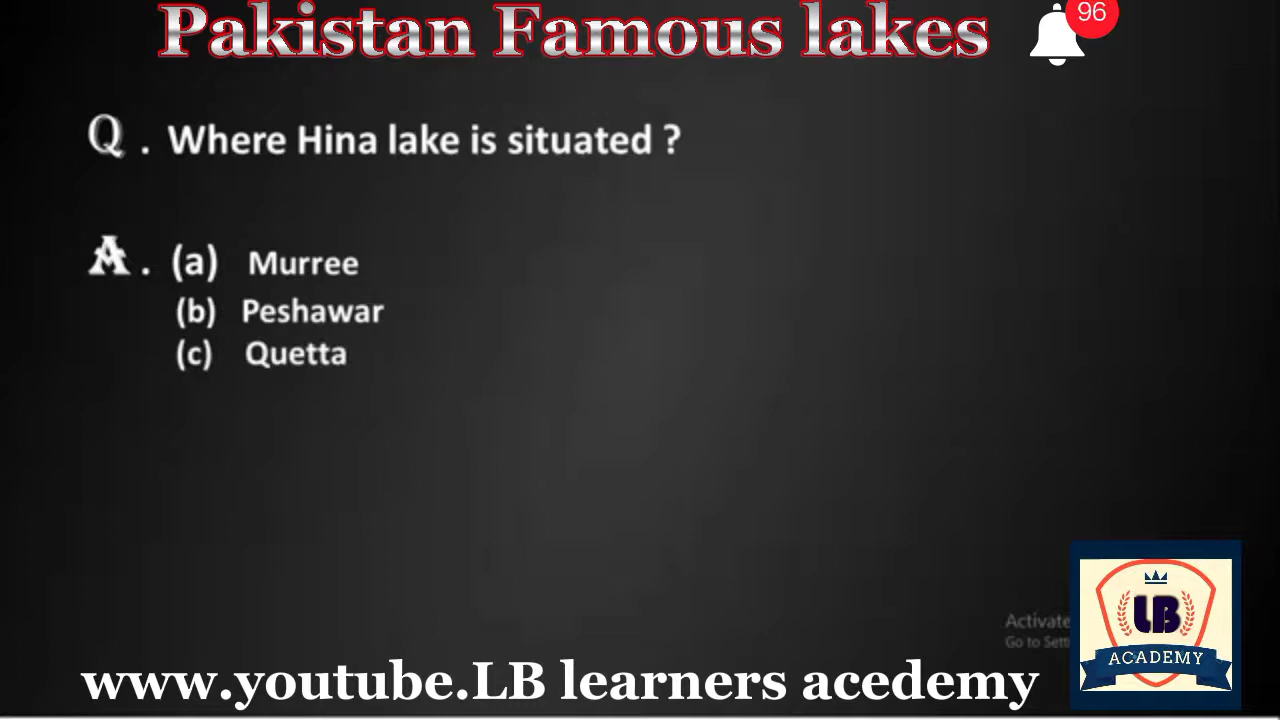 Pakistan Famous lakes
96
Q . Where Hina lake is situated ?
A . (a) Murree
(b) Peshawar
(c) Quetta
Activate
Go to Setti
LB
ACADEMY
www.youtube.LB learners acedemy